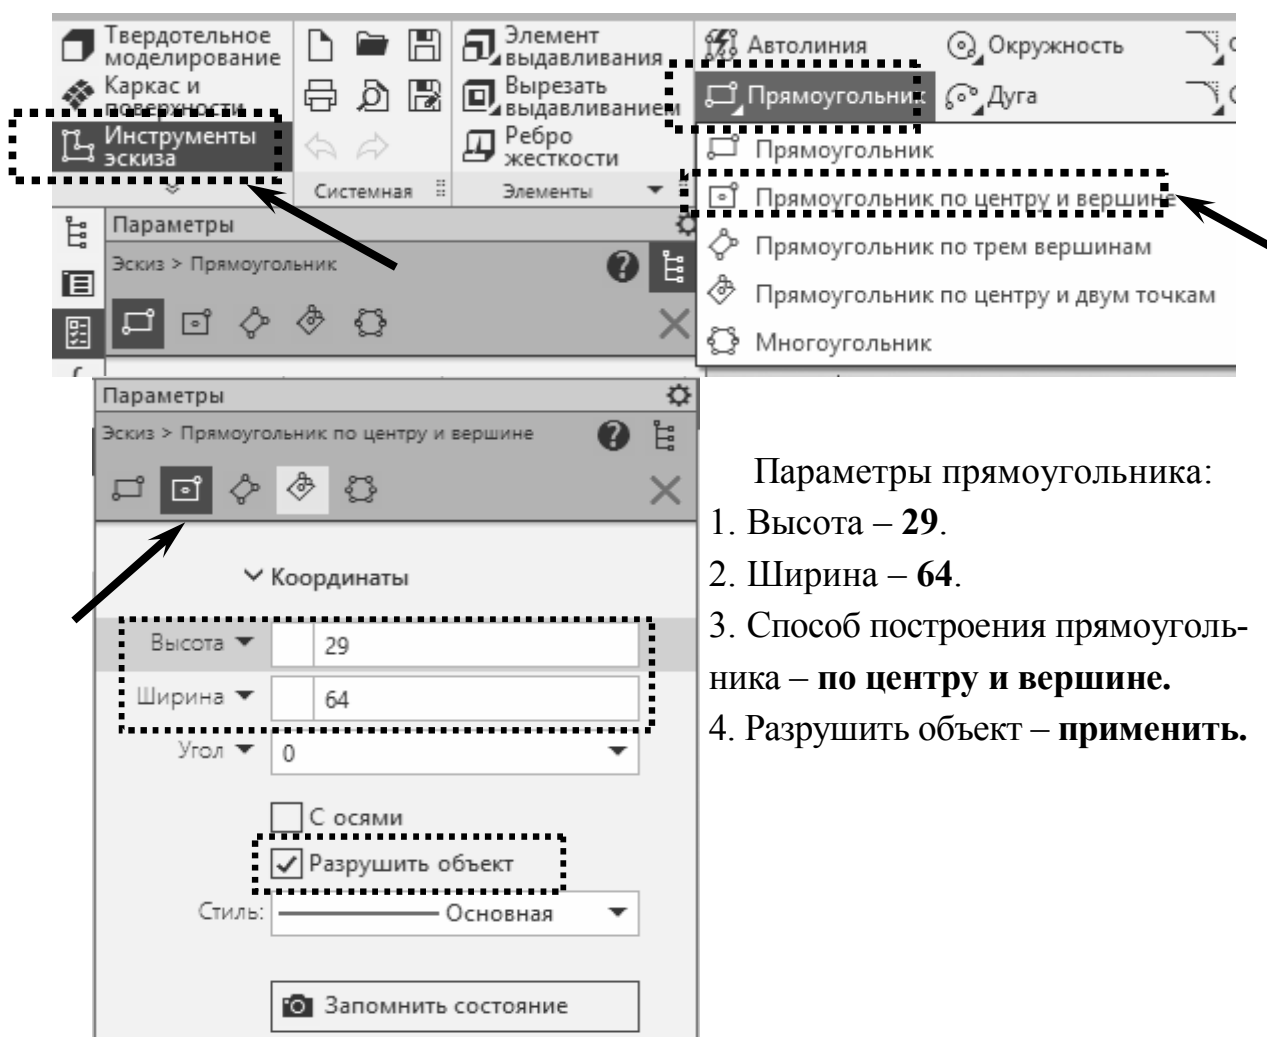 Твердотельное
моделирование
Каркас и
поверхности
Инструменты
эскиза
Системная
Элемент
выдавливания
Вырезать
выдавливанием
Ребро
жесткости
Элементы
Автолиния
Окружность
Прямоугольник
Дуга
Прямоугольник
Прямоугольник по центру и вершине
Прямоугольник по трем вершинам
Прямоугольник по центру и двум точкам
Многоугольник
Параметры
Эскиз > Прямоугольник
Параметры
Эскиз > Прямоугольник по центру и вершине
Координаты
Высота 29
Ширина 64
Угол 0
С осями
Разрушить объект
Стиль: Основная
Запомнить состояние
Параметры прямоугольника:
1. Высота – 29.
2. Ширина – 64.
3. Способ построения прямоуголь-
ника – по центру и вершине.
4. Разрушить объект – применить.